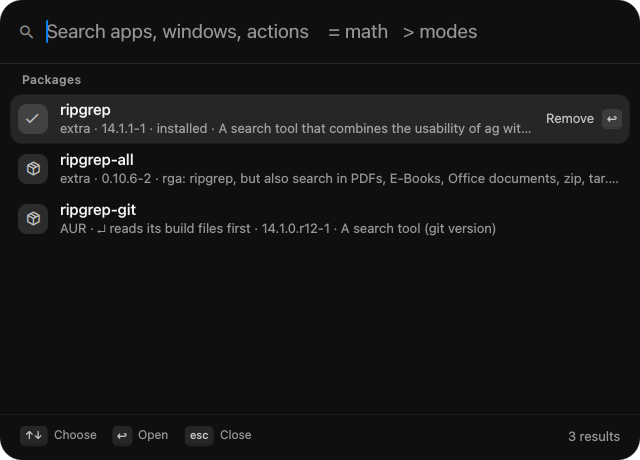 Search apps, windows, actions = math > modes
Packages
ripgrep
extra · 14.1.1-1 · installed · A search tool that combines the usability of ag wit...
Remove ↩
ripgrep-all
extra · 0.10.6-2 · rga: ripgrep, but also search in PDFs, E-Books, Office documents, zip, tar....
ripgrep-git
AUR · ↵ reads its build files first · 14.1.0.r12-1 · A search tool (git version)
↑↓ Choose ↩ Open esc Close
3 results